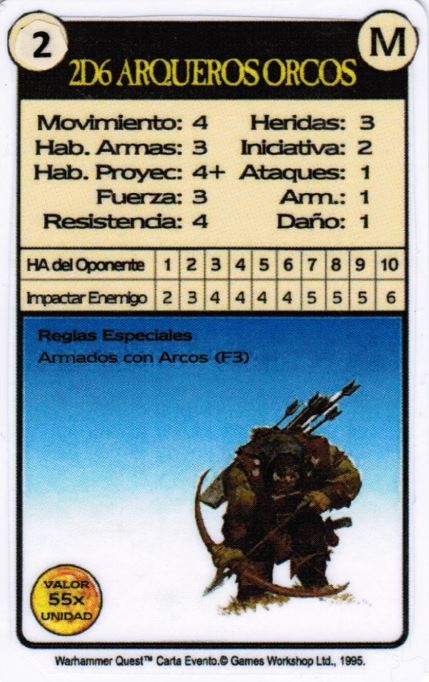 2
M
2D6 ARQUEROS ORCOS
Movimiento: 4 Heridas: 3
Hab. Armas: 3 Iniciativa: 2
Hab. Proyec: 4+ Ataques: 1
Fuerza: 3 Arm.: 1
Resistencia: 4 Daño: 1
HA del Oponente 1 2 3 4 5 6 7 8 9 10
Impactar Enemigo 2 3 4 4 4 4 5 5 5 6
Reglas Especiales
Armados con Arcos (F3)
VALOR
55x
UNIDAD
Warhammer Quest™ Carta Evento.© Games Workshop Ltd., 1995.